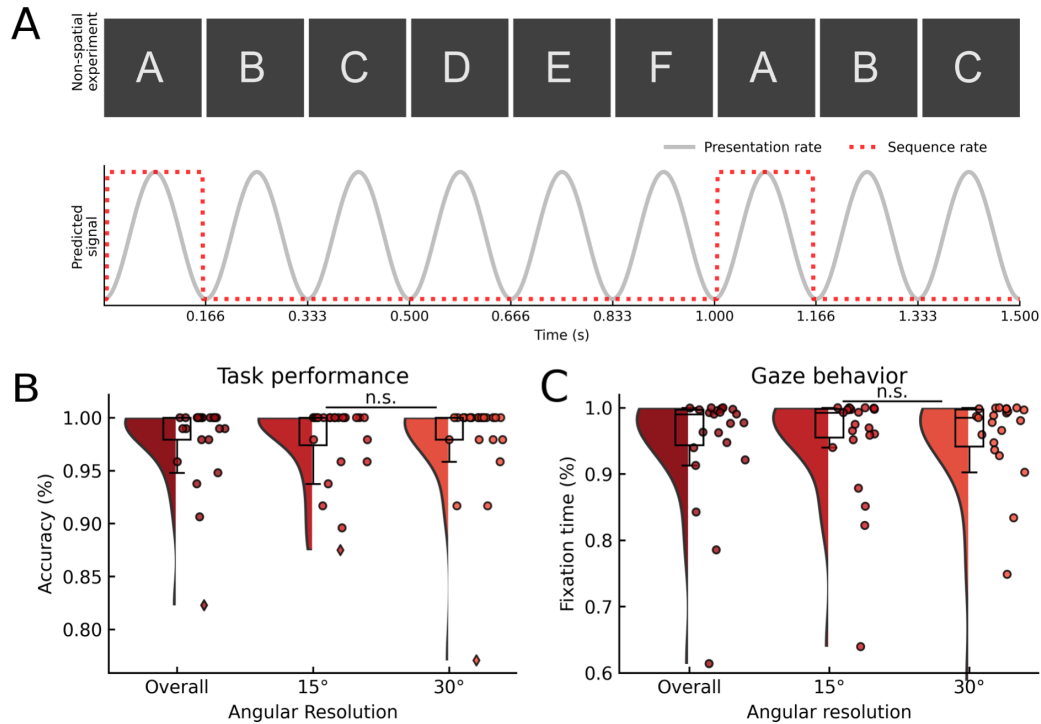 A
Non-spatial
experiment
A B C D E F A B C
Presentation rate Sequence rate
Predicted
signal
0.166 0.333 0.500 0.666 0.833 1.000 1.166 1.333 1.500
Time (s)
B
Task performance
n.s.
Accuracy (%)
1.00
0.95
0.90
0.85
0.80
Overall 15° 30°
Angular Resolution
C
Gaze behavior
n.s.
Fixation time (%)
1.0
0.9
0.8
0.7
0.6
Overall 15° 30°
Angular resolution